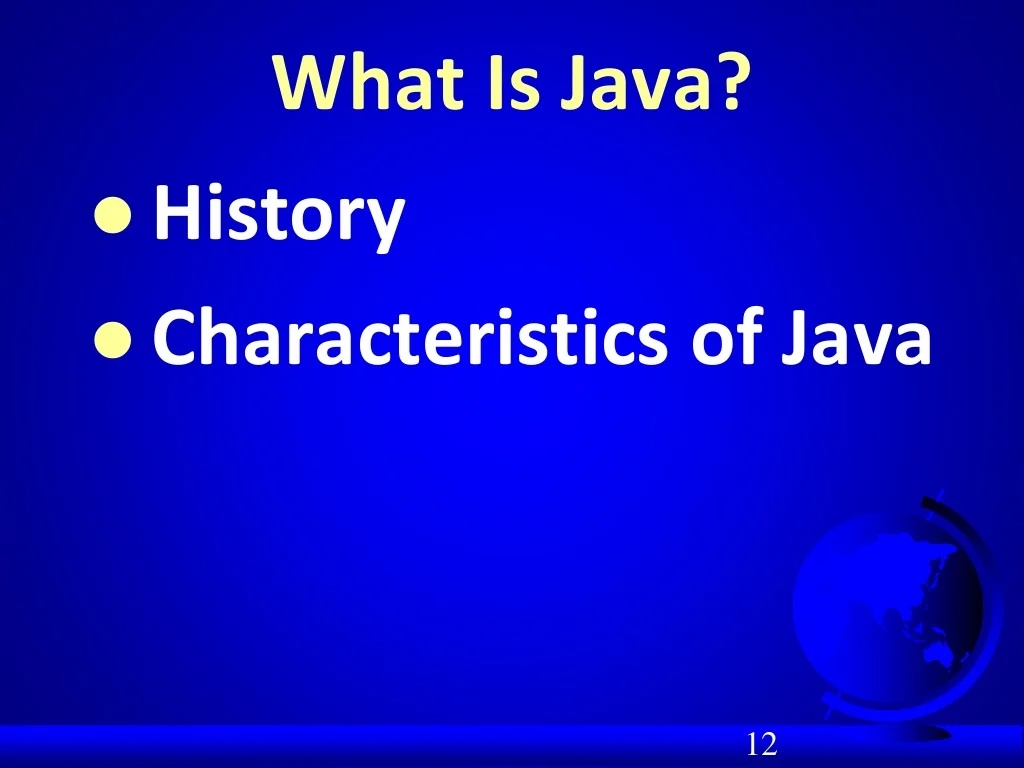 What Is Java?
● History
● Characteristics of Java
12